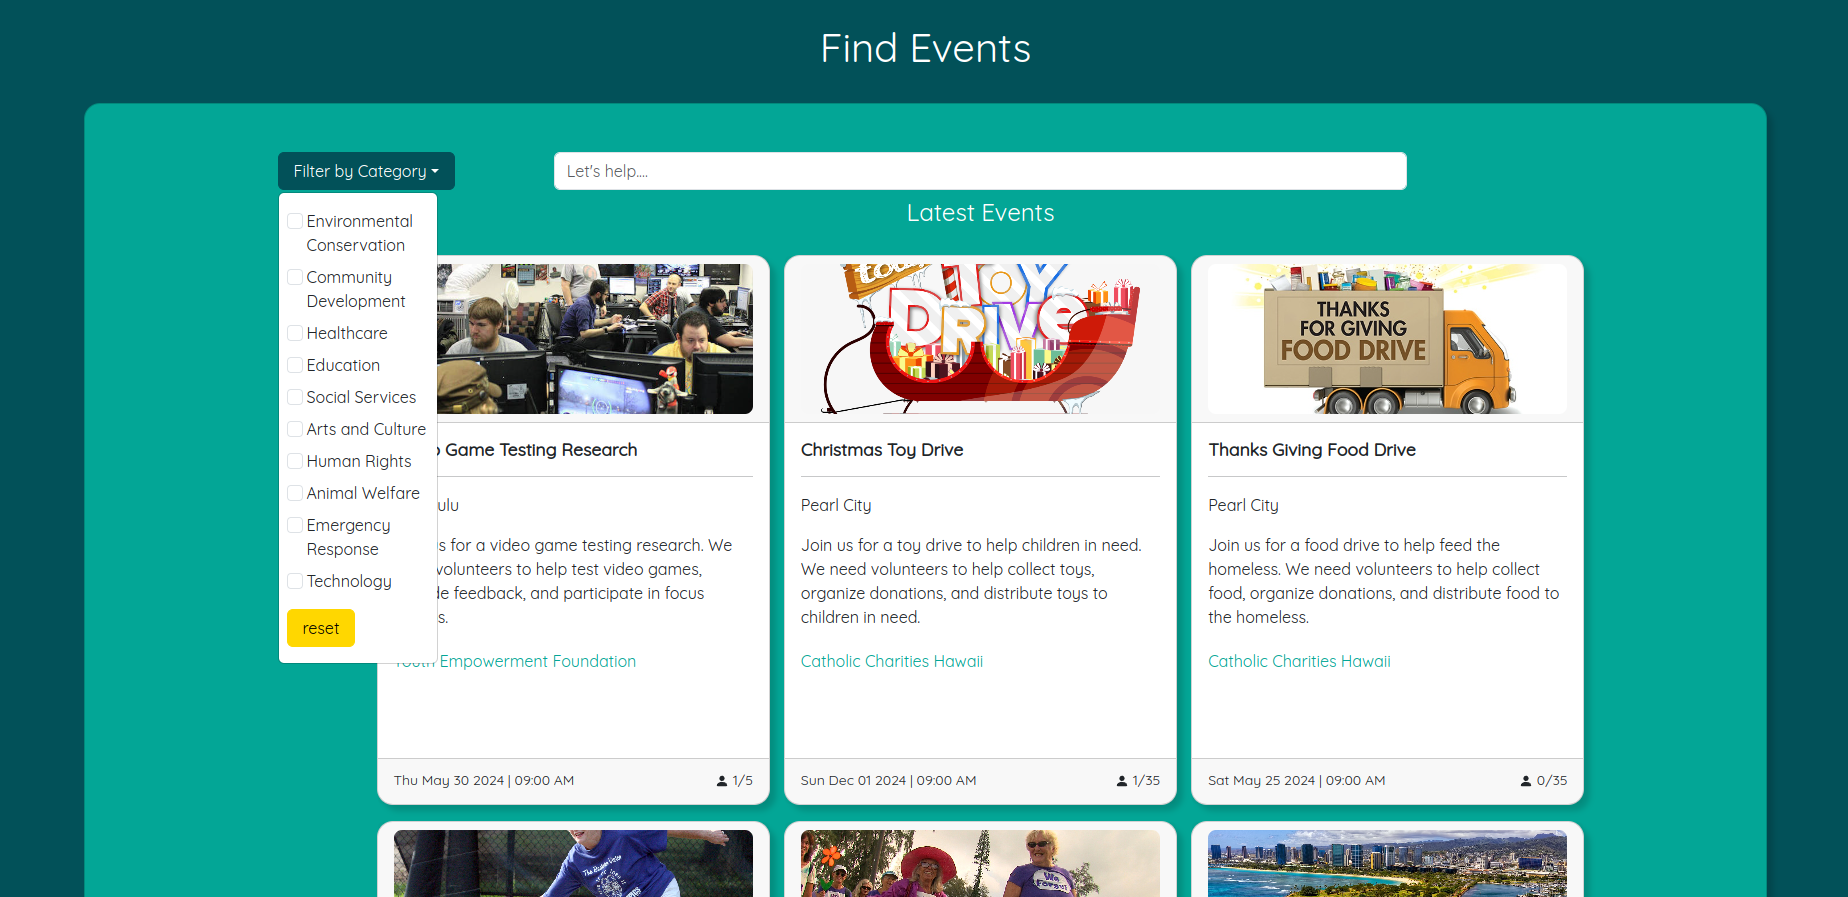 Find Events
Filter by Category
Let's help....
Latest Events
Environmental
Conservation
Community
Development
Healthcare
Education
Social Services
Arts and Culture
Human Rights
Animal Welfare
Emergency
Response
Technology
reset
Game Testing Research
ulu
s for a video game testing research. We
volunteers to help test video games,
de feedback, and participate in focus
s.
Youth Empowerment Foundation
Thu May 30 2024 | 09:00 AM
1/5
TOY
DRIVE
Christmas Toy Drive
Pearl City
Join us for a toy drive to help children in need.
We need volunteers to help collect toys,
organize donations, and distribute toys to
children in need.
Catholic Charities Hawaii
Sun Dec 01 2024 | 09:00 AM
1/35
THANKS
FOR GIVING
FOOD DRIVE
Thanks Giving Food Drive
Pearl City
Join us for a food drive to help feed the
homeless. We need volunteers to help collect
food, organize donations, and distribute food to
the homeless.
Catholic Charities Hawaii
Sat May 25 2024 | 09:00 AM
0/35